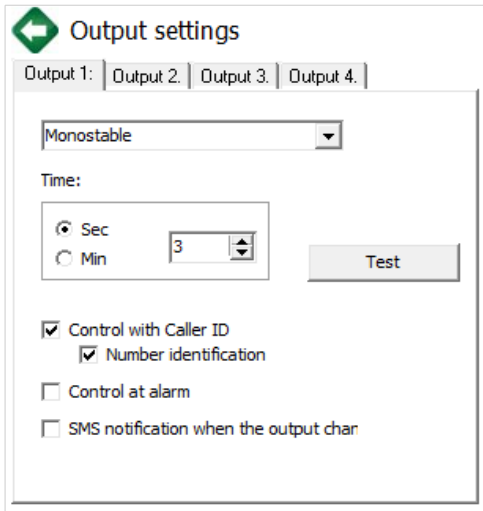 Output settings
Output 1: Output 2. Output 3. Output 4.
Monostable
Time:
Sec
3
Min
Test
Control with Caller ID
Number identification
Control at alarm
SMS notification when the output chan